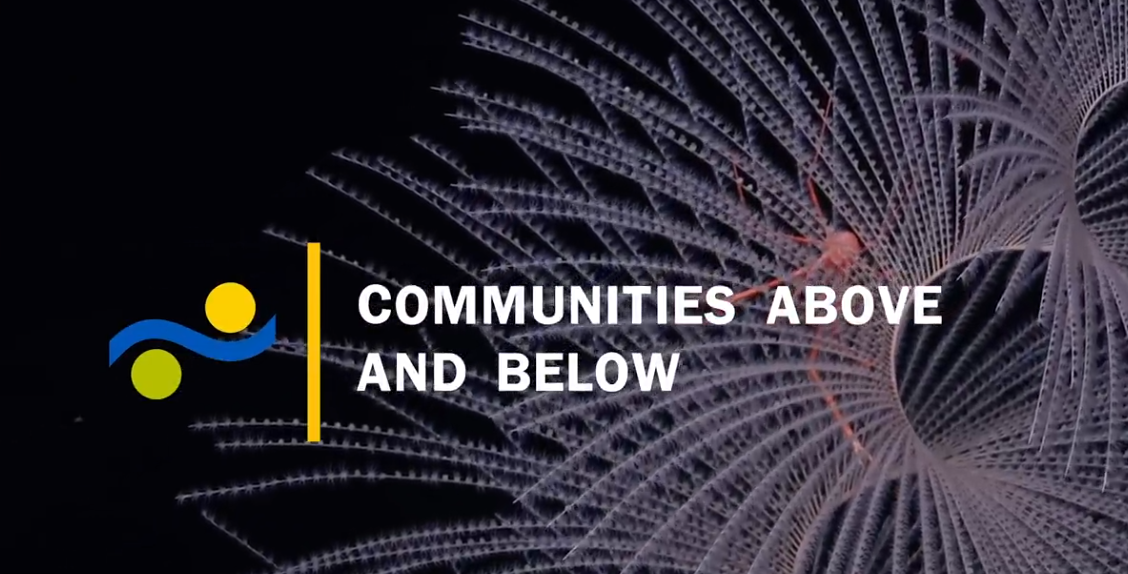 COMMUNITIES ABOVE
AND BELOW